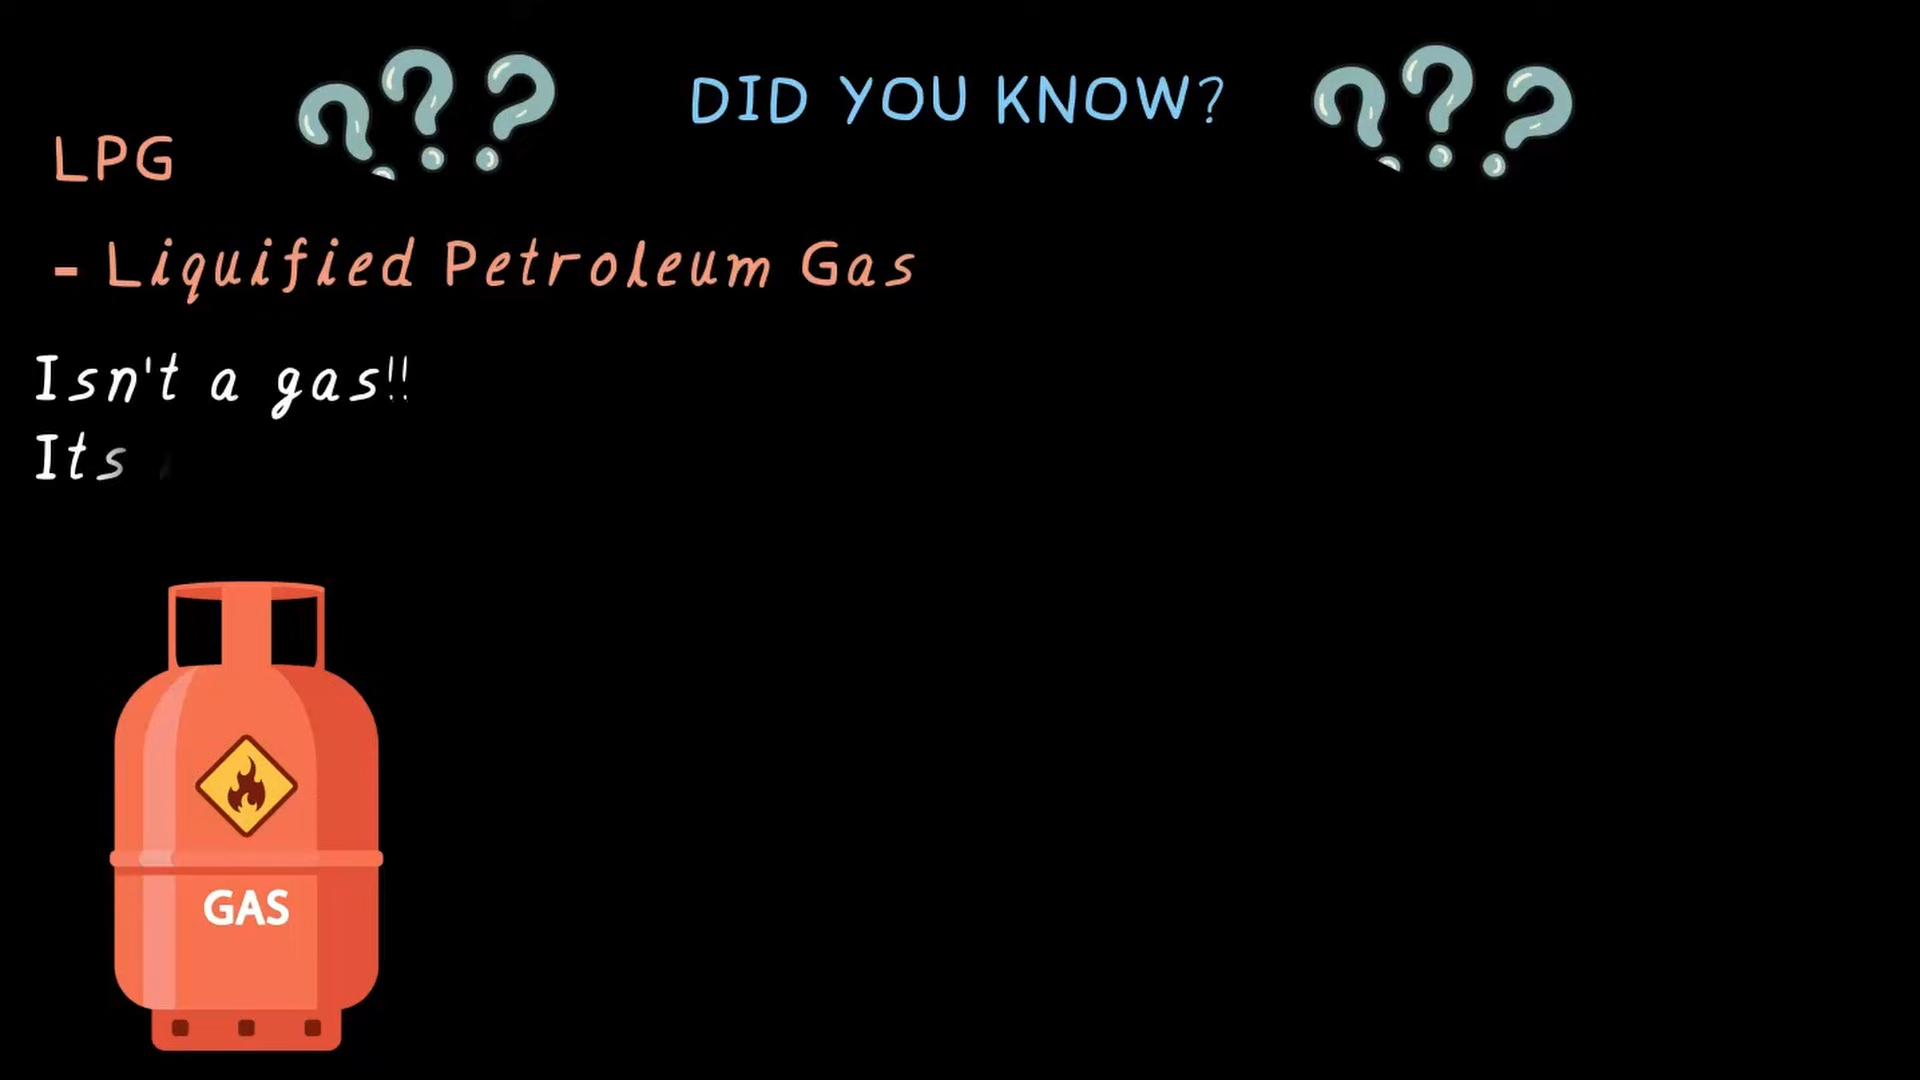 DID YOU KNOW?
LPG
- Liquified Petroleum Gas
Isn't a gas!!
Its
GAS